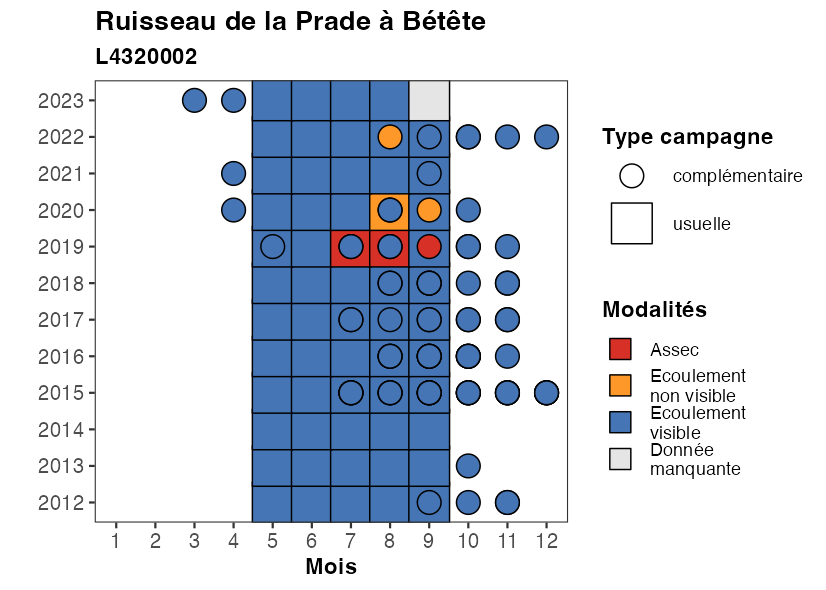 Ruisseau de la Prade à Bétête
L4320002
2023
2022
2021
2020
2019
2018
2017
2016
2015
2014
2013
2012
1 2 3 4 5 6 7 8 9 10 11 12
Mois
Type campagne
complémentaire
usuelle
Modalités
Assec
Ecoulement
non visible
Ecoulement
visible
Donnée
manquante